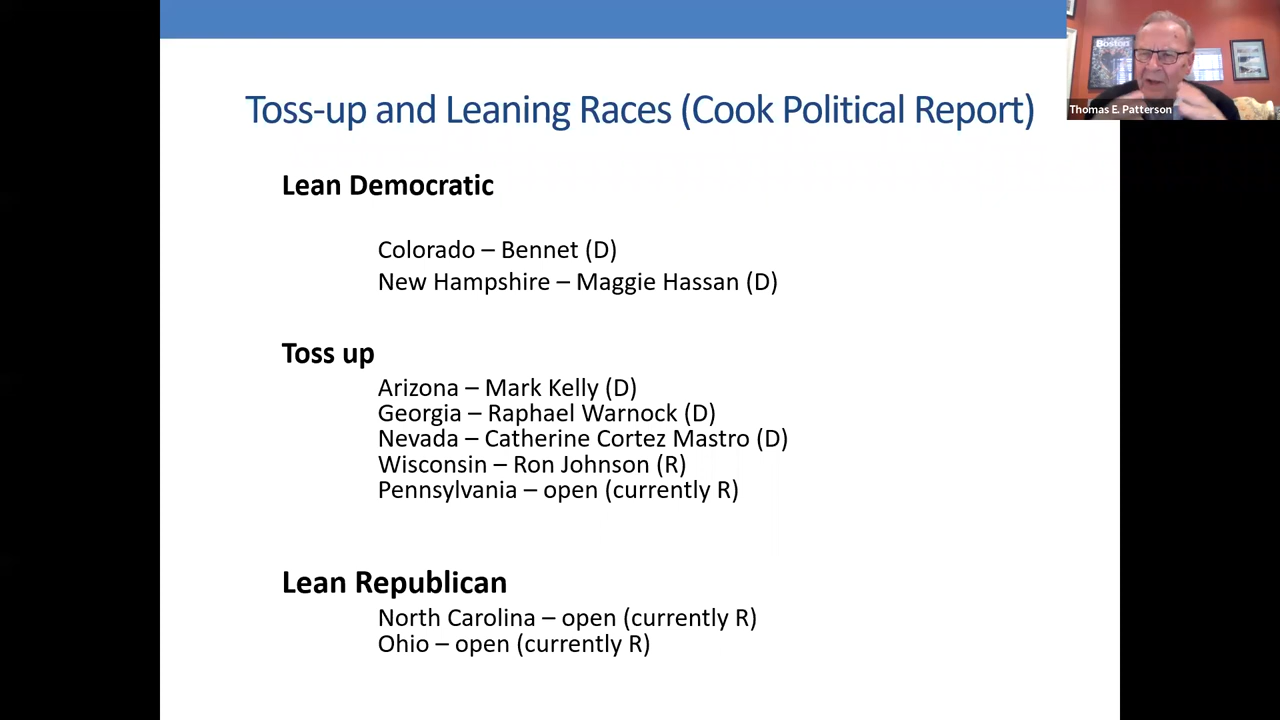 Toss-up and Leaning Races (Cook Political Report)
Boston
Thomas E. Patterson
Lean Democratic
Colorado – Bennet (D)
New Hampshire – Maggie Hassan (D)
Toss up
Arizona – Mark Kelly (D)
Georgia – Raphael Warnock (D)
Nevada – Catherine Cortez Mastro (D)
Wisconsin – Ron Johnson (R)
Pennsylvania – open (currently R)
Lean Republican
North Carolina – open (currently R)
Ohio – open (currently R)